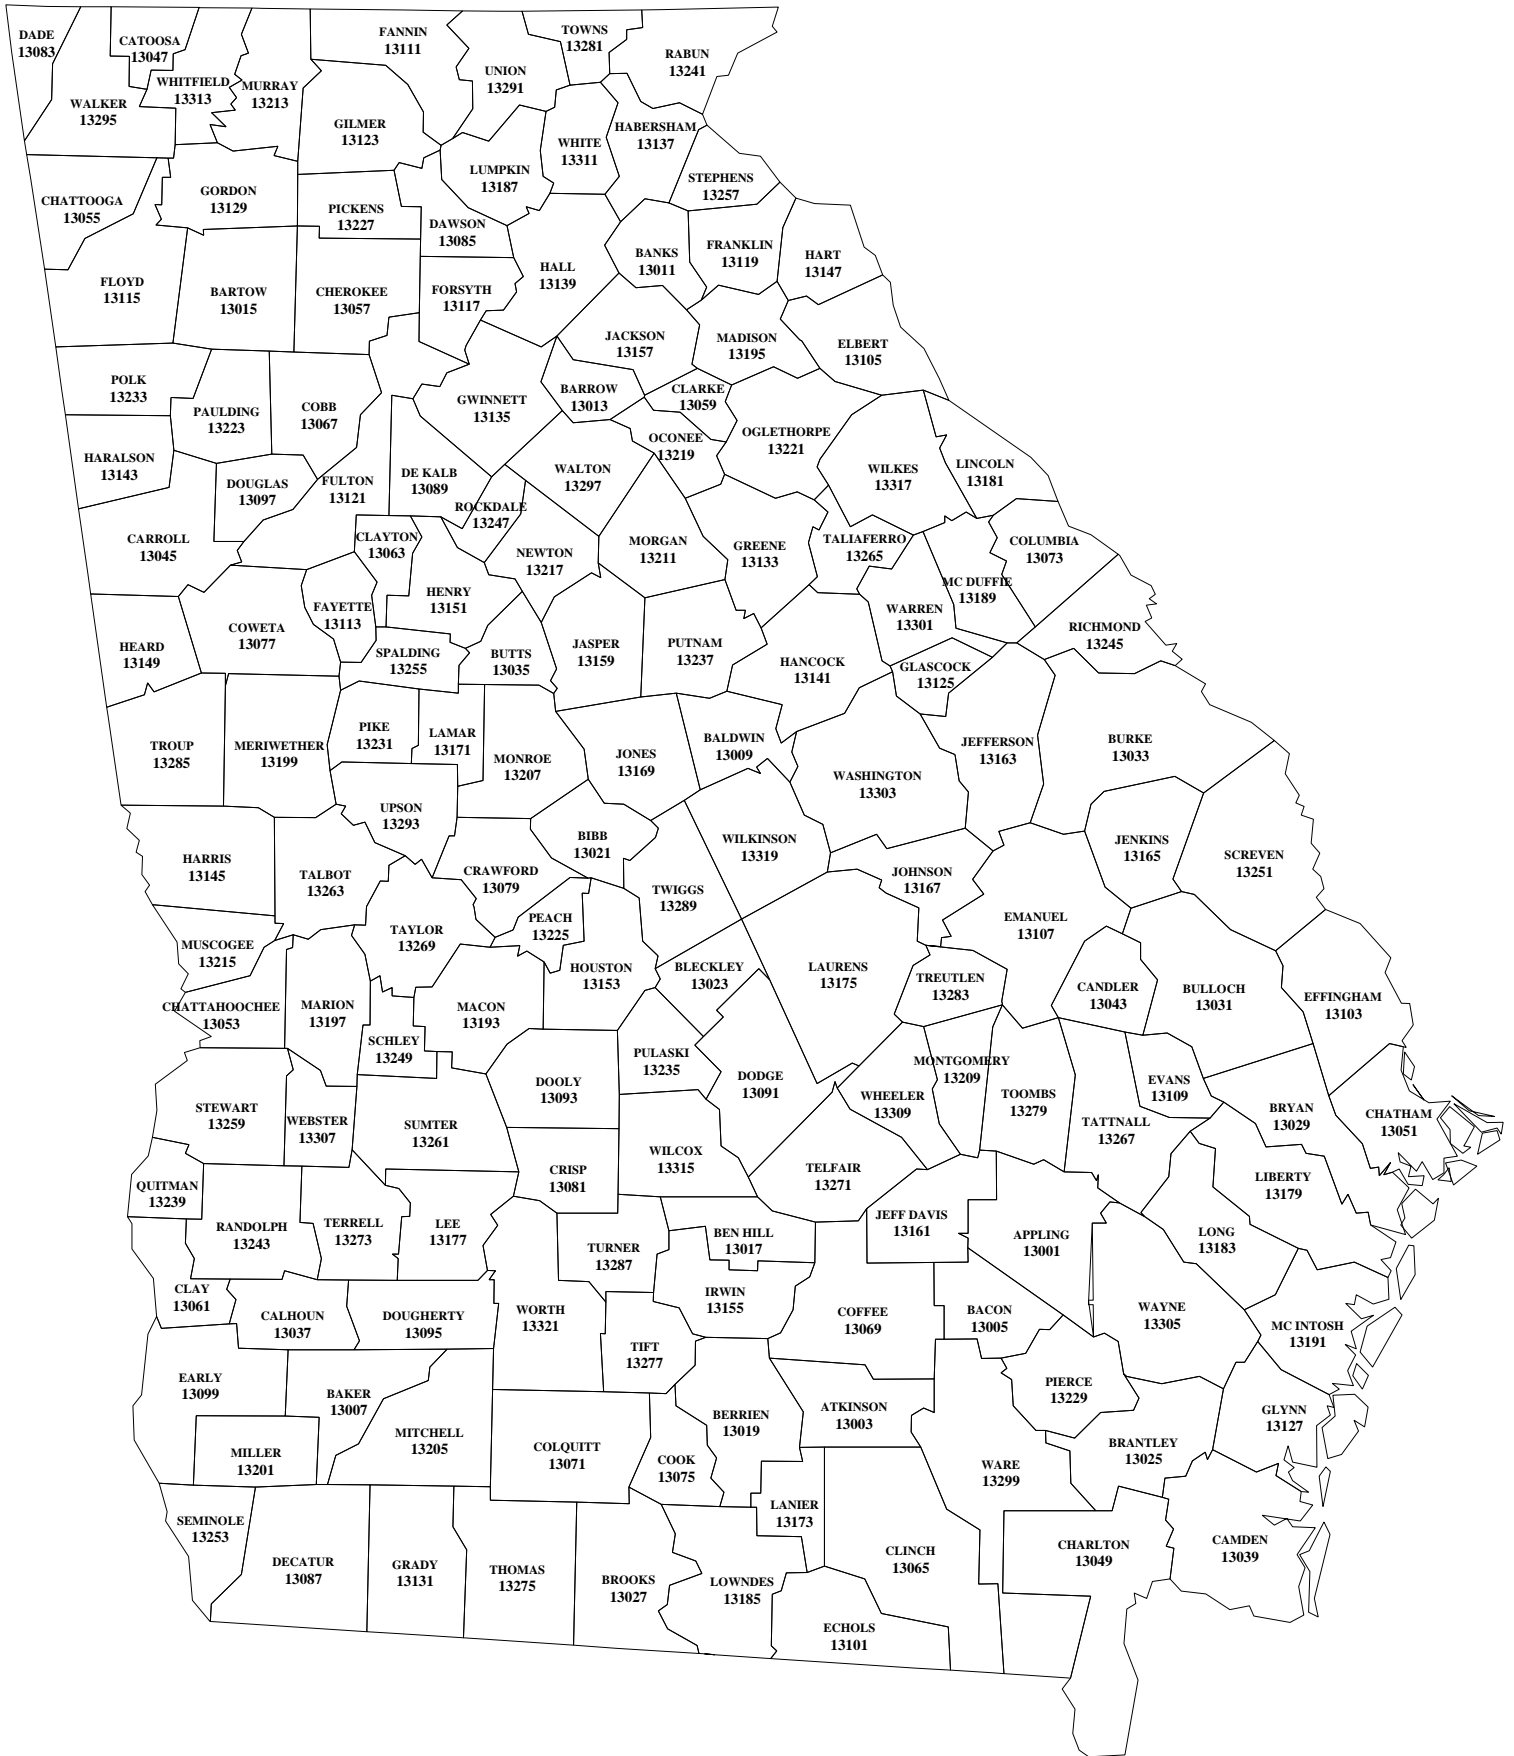 DADE
13083
CATOOSA
13047
WHITFIELD
13313
MURRAY
13213
WALKER
13295
FANNIN
13111
UNION
13291
TOWNS
13281
RABUN
13241
GILMER
13123
LUMPKIN
13187
WHITE
13311
HABERSHAM
13137
STEPHENS
13257
CHATTOOGA
13055
GORDON
13129
PICKENS
13227
DAWSON
13085
HALL
13139
BANKS
13011
FRANKLIN
13119
HART
13147
FLOYD
13115
BARTOW
13015
CHEROKEE
13057
FORSYTH
13117
JACKSON
13157
MADISON
13195
ELBERT
13105
POLK
13233
PAULDING
13223
COBB
13067
GWINNETT
13135
BARROW
13013
CLARKE
13059
OCONEE
13219
OGLETHORPE
13221
WILKES
13317
LINCOLN
13181
HARALSON
13143
DOUGLAS
13097
FULTON
13121
DE KALB
13089
ROCKDALE
13247
WALTON
13297
CARROLL
13045
CLAYTON
13063
HENRY
13151
NEWTON
13217
MORGAN
13211
GREENE
13133
TALIAFERRO
13265
COLUMBIA
13073
MC DUFFIE
13189
WARREN
13301
RICHMOND
13245
HEARD
13149
COWETA
13077
FAYETTE
13113
SPALDING
13255
BUTTS
13035
JASPER
13159
PUTNAM
13237
HANCOCK
13141
GLASCOCK
13125
TROUP
13285
MERIWETHER
13199
PIKE
13231
LAMAR
13171
MONROE
13207
JONES
13169
BALDWIN
13009
WASHINGTON
13303
JEFFERSON
13163
BURKE
13033
UPSON
13293
BIBB
13021
WILKINSON
13319
JENKINS
13165
SCREVEN
13251
HARRIS
13145
TALBOT
13263
CRAWFORD
13079
TWIGGS
13289
JOHNSON
13167
EMANUEL
13107
MUSCOGEE
13215
TAYLOR
13269
PEACH
13225
HOUSTON
13153
BLECKLEY
13023
LAURENS
13175
TREUTLEN
13283
CANDLER
13043
BULLOCH
13031
EFFINGHAM
13103
CHATTAHOOCHEE
13053
MARION
13197
SCHLEY
13249
MACON
13193
PULASKI
13235
DOOLY
13093
DODGE
13091
MONTGOMERY
13209
WHEELER
13309
TOOMBS
13279
EVANS
13109
TATTNALL
13267
BRYAN
13029
CHATHAM
13051
STEWART
13259
WEBSTER
13307
SUMTER
13261
CRISP
13081
WILCOX
13315
TELFAIR
13271
LIBERTY
13179
QUITMAN
13239
RANDOLPH
13243
TERRELL
13273
LEE
13177
TURNER
13287
BEN HILL
13017
JEFF DAVIS
13161
APPLING
13001
LONG
13183
CLAY
13061
CALHOUN
13037
DOUGHERTY
13095
WORTH
13321
IRWIN
13155
COFFEE
13069
BACON
13005
WAYNE
13305
MC INTOSH
13191
TIFT
13277
EARLY
13099
BAKER
13007
MITCHELL
13205
PIERCE
13229
ATKINSON
13003
BERRIEN
13019
GLYNN
13127
MILLER
13201
COLQUITT
13071
COOK
13075
WARE
13299
BRANTLEY
13025
SEMINOLE
13253
LANIER
13173
DECATUR
13087
GRADY
13131
THOMAS
13275
BROOKS
13027
LOWNDES
13185
CLINCH
13065
CHARLTON
13049
CAMDEN
13039
ECHOLS
13101